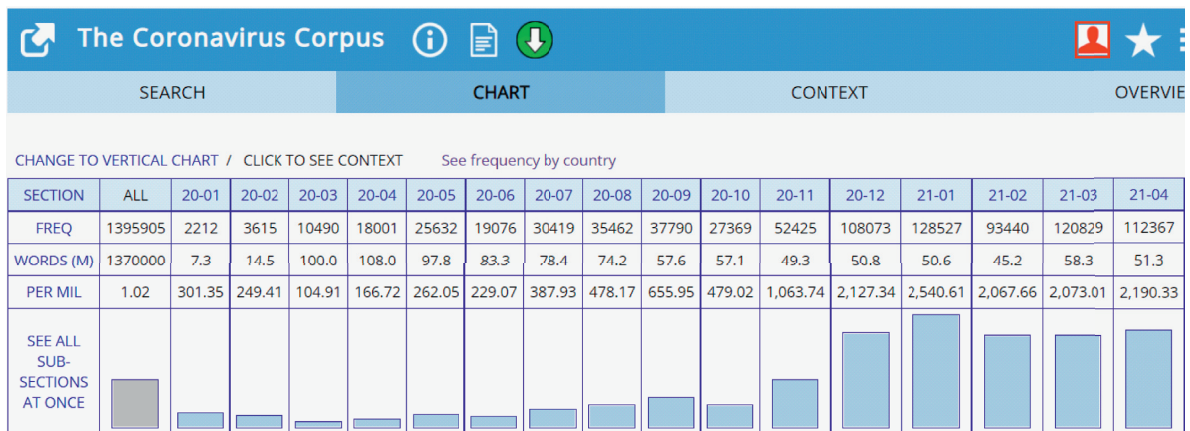 The Coronavirus Corpus
SEARCH CHART CONTEXT OVERVIE
CHANGE TO VERTICAL CHART / CLICK TO SEE CONTEXT See frequency by country
SECTION ALL 20-01 20-02 20-03 20-04 20-05 20-06 20-07 20-08 20-09 20-10 20-11 20-12 21-01 21-02 21-03 21-04
FREQ 1395905 2212 3615 10490 18001 25632 19076 30419 35462 37790 27369 52425 108073 128527 93440 120829 112367
WORDS (M) 1370000 7.3 14.5 100.0 108.0 97.8 83.3 78.4 74.2 57.6 57.1 49.3 50.8 50.6 45.2 58.3 51.3
PER MIL 1.02 301.35 249.41 104.91 166.72 262.05 229.07 387.93 478.17 655.95 479.02 1,063.74 2,127.34 2,540.61 2,067.66 2,073.01 2,190.33
SEE ALL
SUB-
SECTIONS
AT ONCE